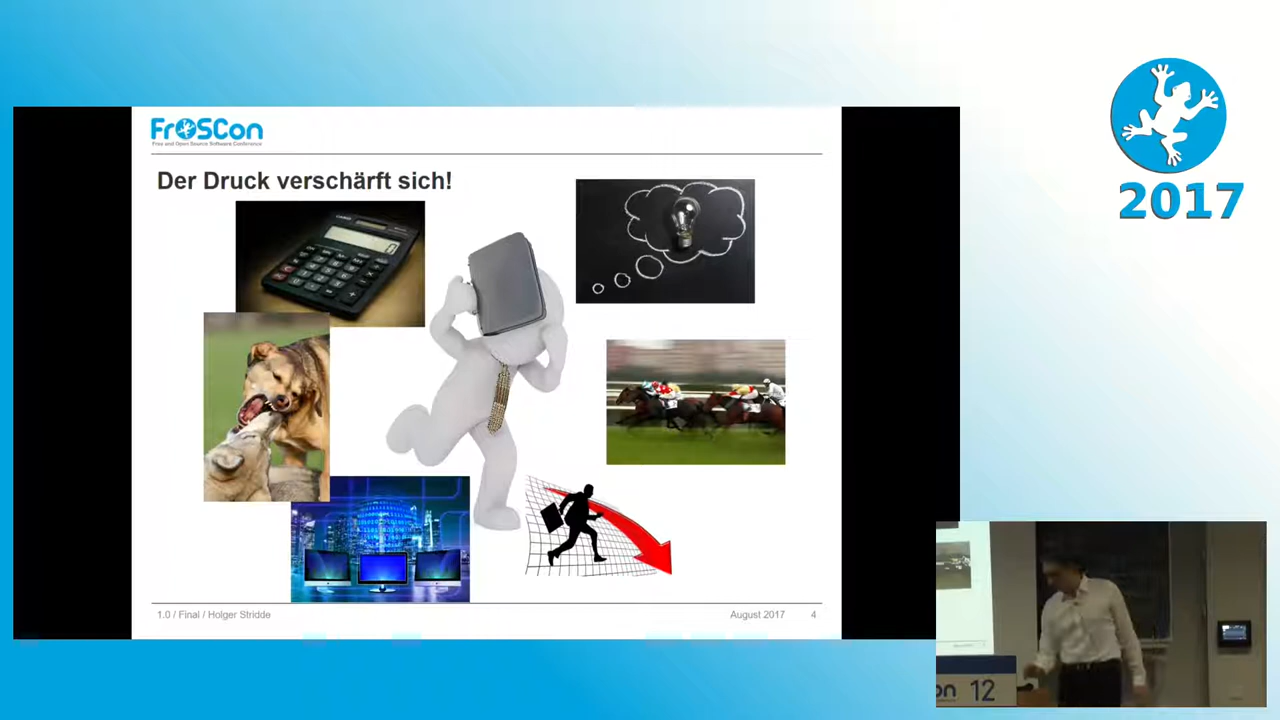 FrOSCon
Free and Open Source Software Conference
Der Druck verschärft sich!
1.0 / Final / Holger Stridde
August 2017
4
2017
12